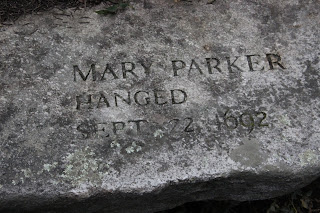 MARY PARKER
HANGED
SEPT. 22, 1692